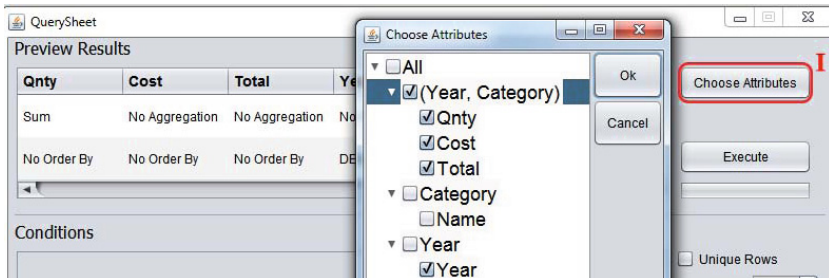 QuerySheet
Preview Results
Qnty Cost Total Ye
Sum No Aggregation No Aggregation No
No Order By No Order By No Order By DE
Conditions
Choose Attributes
All
(Year, Category)
Qnty
Cost
Total
Category
Name
Year
Year
Ok
Cancel
I
Choose Attributes
Execute
Unique Rows